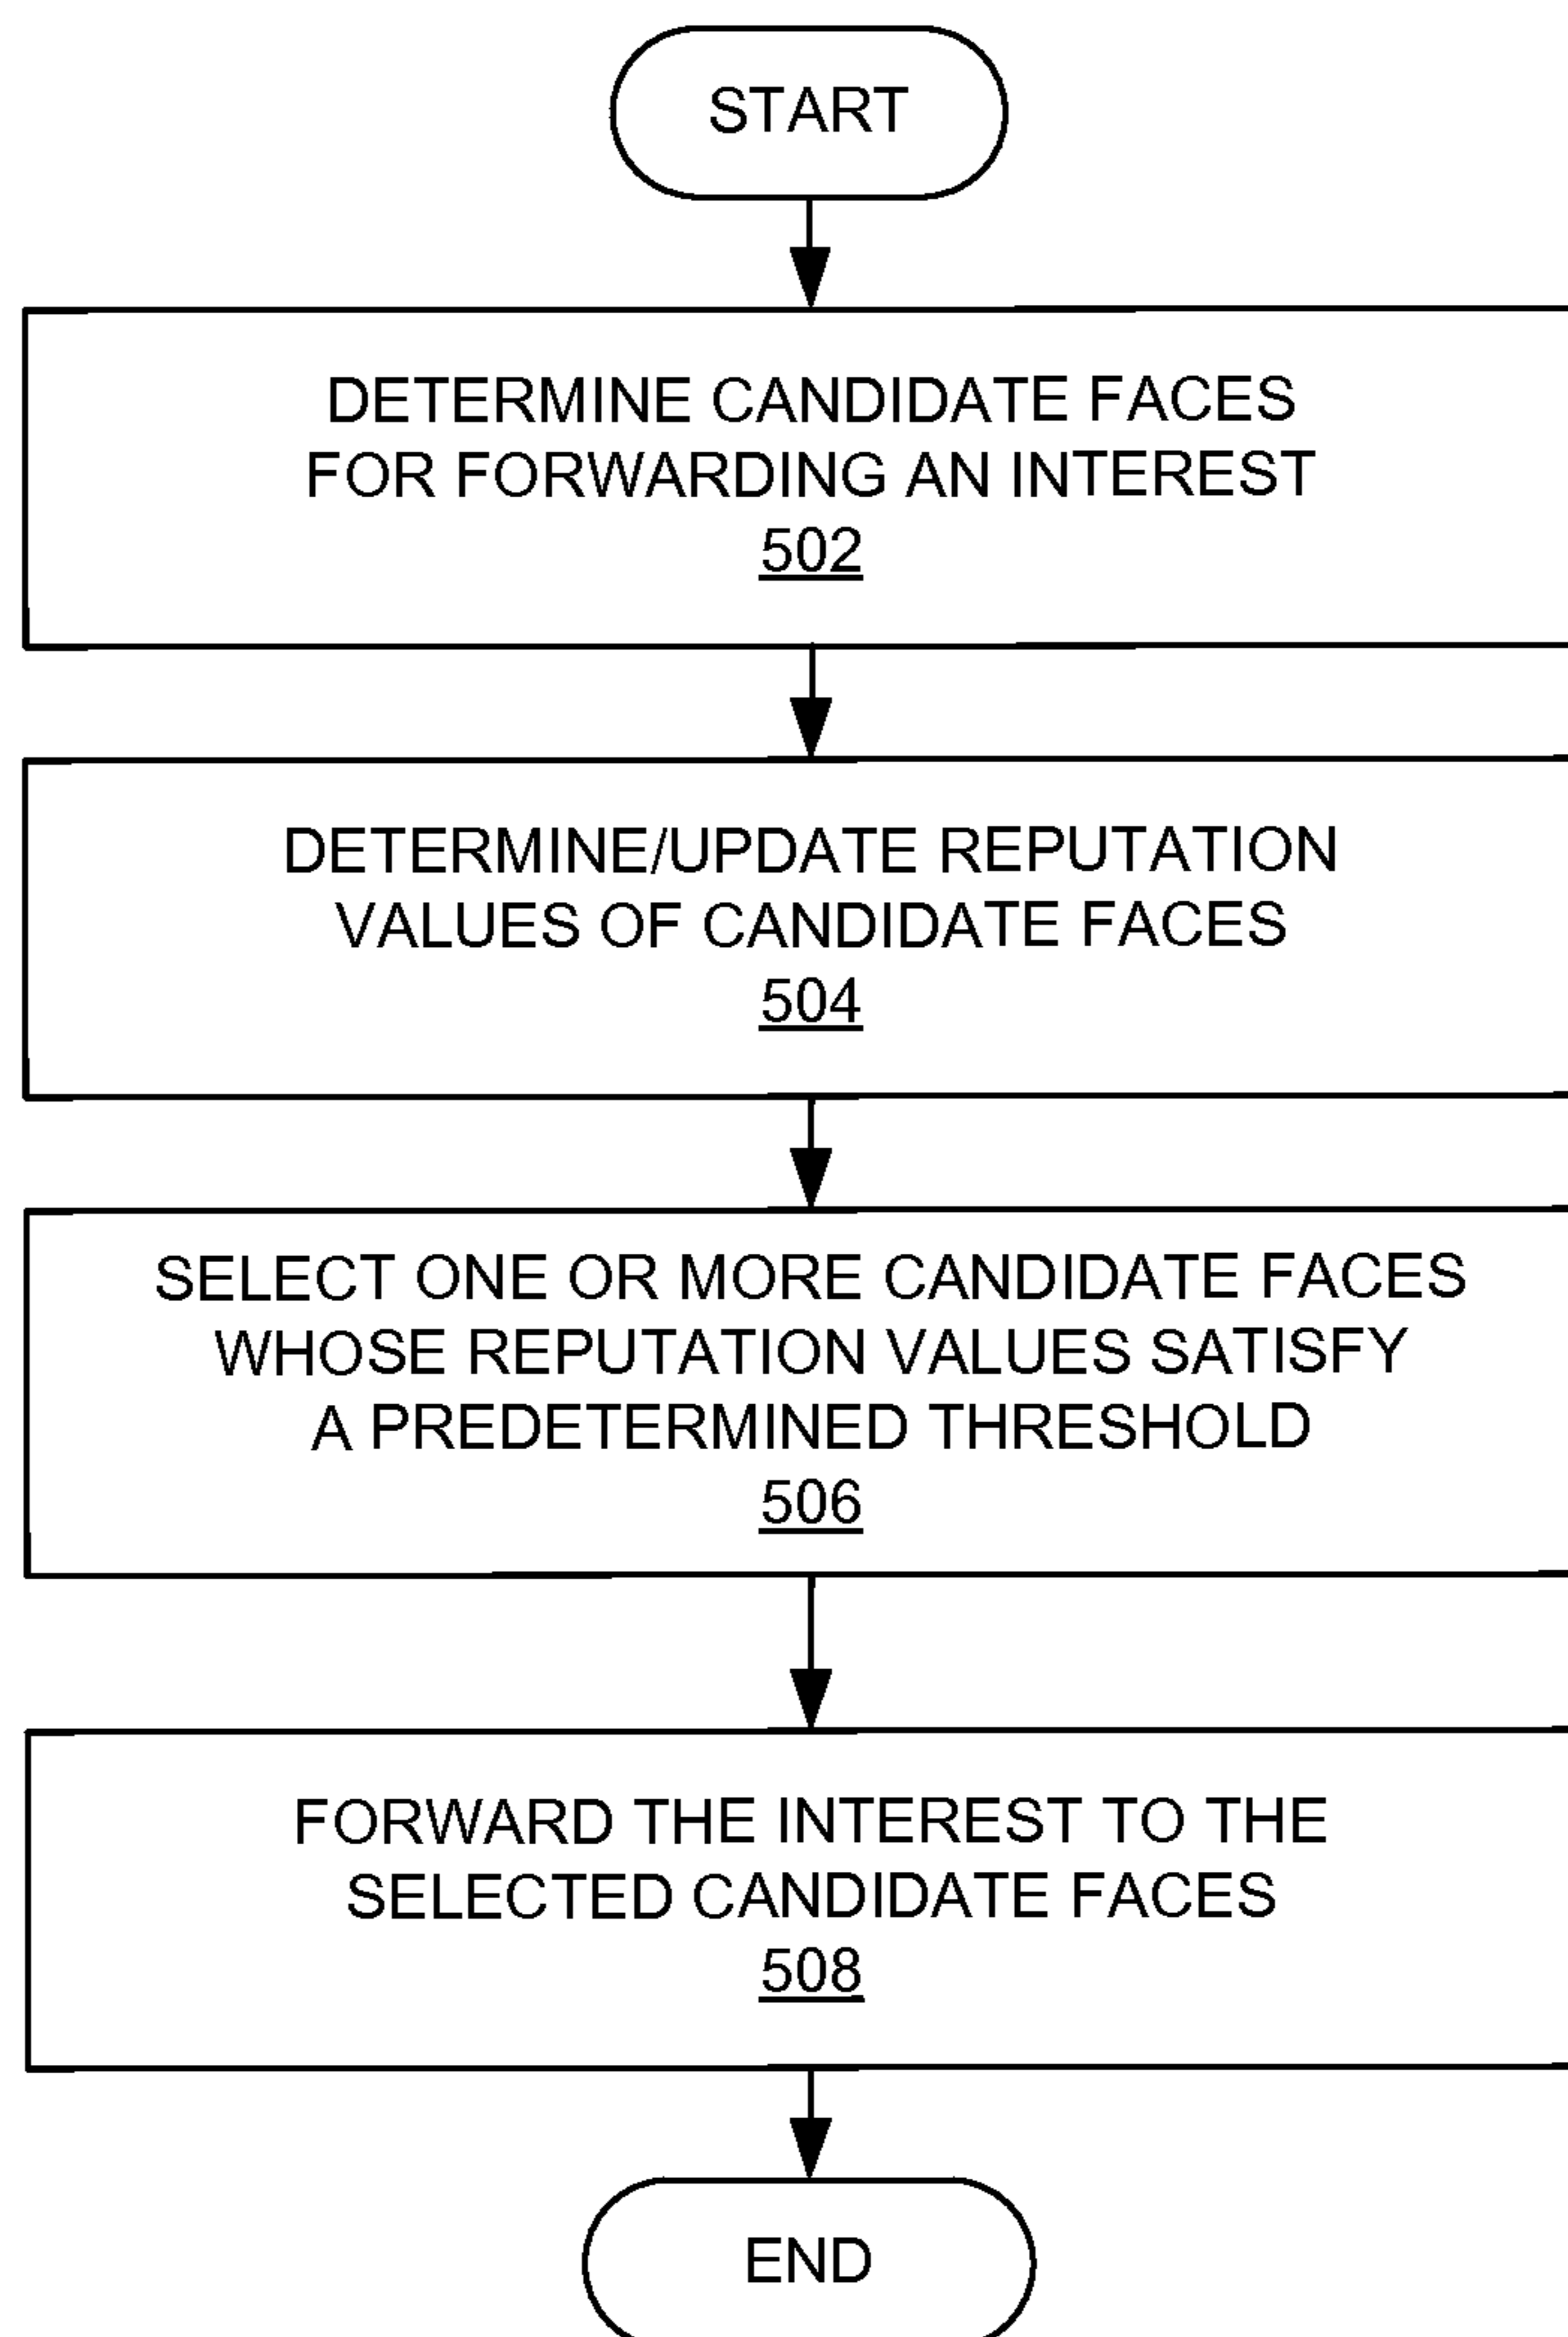 START
DETERMINE CANDIDATE FACES
FOR FORWARDING AN INTEREST
502
DETERMINE/UPDATE REPUTATION
VALUES OF CANDIDATE FACES
504
SELECT ONE OR MORE CANDIDATE FACES
WHOSE REPUTATION VALUES SATISFY
A PREDETERMINED THRESHOLD
506
FORWARD THE INTEREST TO THE
SELECTED CANDIDATE FACES
508
END